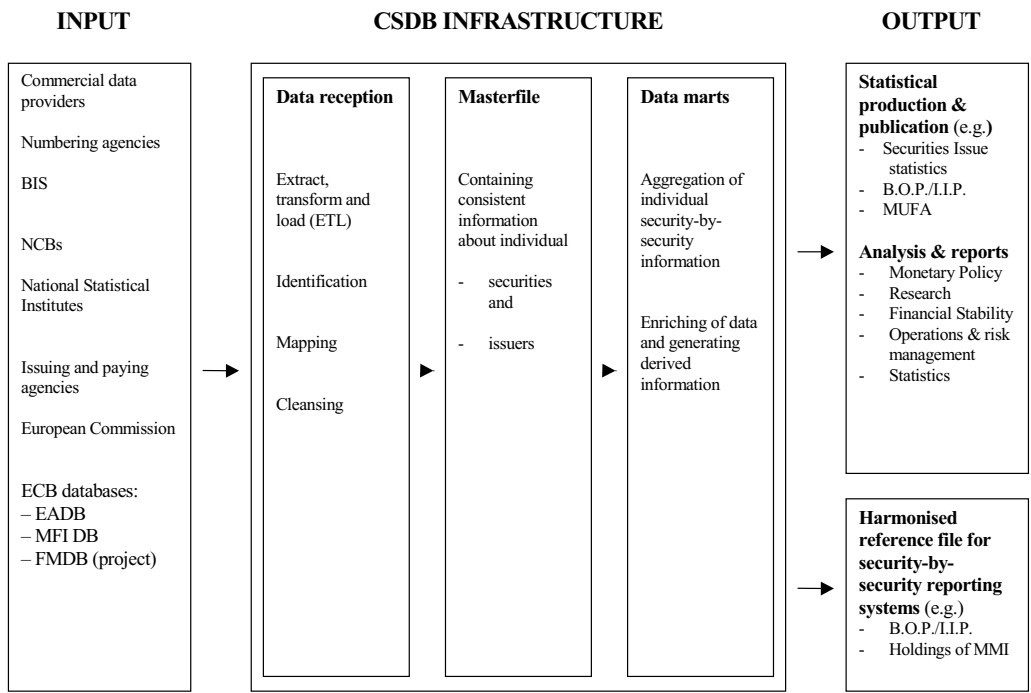 INPUT
CSDB INFRASTRUCTURE
OUTPUT
Commercial data
providers
Numbering agencies
BIS
NCBs
National Statistical
Institutes
Issuing and paying
agencies
European Commission
ECB databases:
– EADB
– MFI DB
– FMDB (project)
Data reception
Extract,
transform and
load (ETL)
Identification
Mapping
Cleansing
Masterfile
Containing
consistent
information
about individual
- securities
and
- issuers
Data marts
Aggregation of
individual
security-by-
security
information
Enriching of data
and generating
derived
information
Statistical
production &
publication (e.g.)
- Securities Issue
statistics
- B.O.P./I.I.P.
- MUFA
Analysis & reports
- Monetary Policy
- Research
- Financial Stability
- Operations & risk
management
- Statistics
Harmonised
reference file for
security-by-
security reporting
systems (e.g.)
- B.O.P./I.I.P.
- Holdings of MMI